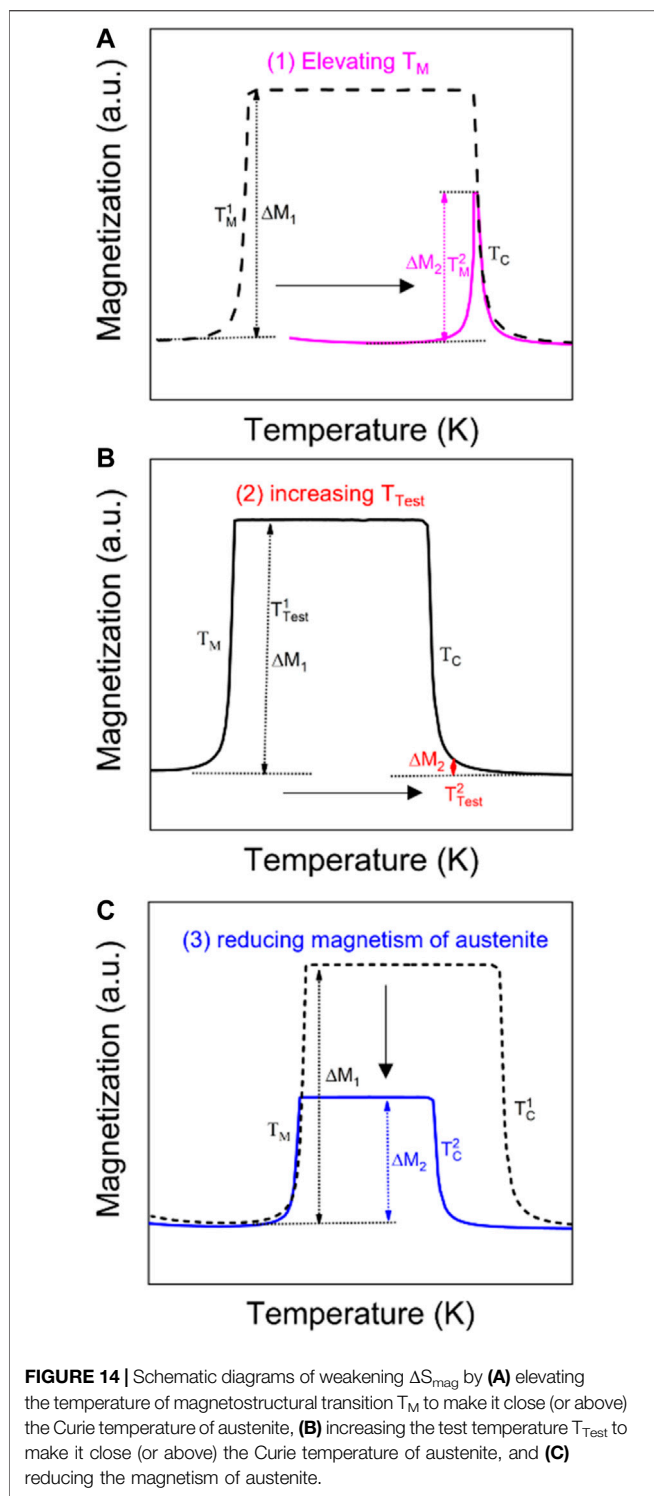 A
(1) Elevating T_M
Magnetization (a.u.)
T_M^1
ΔM_1
ΔM_2
T_M^2
T_C
Temperature (K)
B
(2) increasing T_Test
Magnetization (a.u.)
T_M
T_Test^1
ΔM_1
T_C
ΔM_2
T_Test^2
Temperature (K)
C
(3) reducing magnetism of austenite
Magnetization (a.u.)
T_M
ΔM_1
ΔM_2
T_C^2
T_C^1
Temperature (K)
FIGURE 14 | Schematic diagrams of weakening ΔS_mag by (A) elevating
the temperature of magnetostructural transition T_M to make it close (or above)
the Curie temperature of austenite, (B) increasing the test temperature T_Test to
make it close (or above) the Curie temperature of austenite, and (C)
reducing the magnetism of austenite.